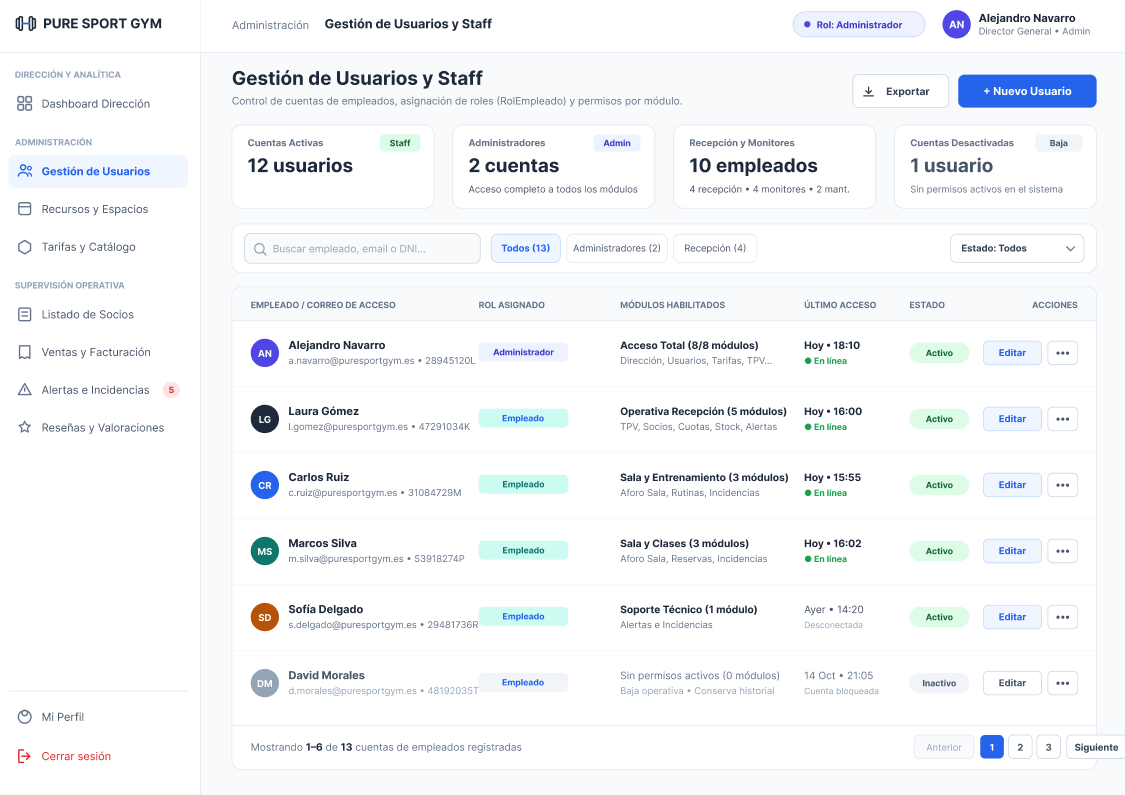 PURE SPORT GYM
Administración Gestión de Usuarios y Staff
Rol: Administrador
AN
Alejandro Navarro
Director General • Admin
DIRECCIÓN Y ANALÍTICA
Dashboard Dirección
ADMINISTRACIÓN
Gestión de Usuarios
Recursos y Espacios
Tarifas y Catálogo
SUPERVISIÓN OPERATIVA
Listado de Socios
Ventas y Facturación
Alertas e Incidencias 5
Reseñas y Valoraciones
Mi Perfil
Cerrar sesión
Gestión de Usuarios y Staff
Control de cuentas de empleados, asignación de roles (RolEmpleado) y permisos por módulo.
Exportar
+ Nuevo Usuario
Cuentas Activas Staff
12 usuarios
Administradores Admin
2 cuentas
Acceso completo a todos los módulos
Recepción y Monitores
10 empleados
4 recepción • 4 monitores • 2 mant.
Cuentas Desactivadas Baja
1 usuario
Sin permisos activos en el sistema
Buscar empleado, email o DNI...
Todos (13)
Administradores (2)
Recepción (4)
Estado: Todos
EMPLEADO / CORREO DE ACCESO ROL ASIGNADO MÓDULOS HABILITADOS ÚLTIMO ACCESO ESTADO ACCIONES
AN
Alejandro Navarro
a.navarro@puresportgym.es • 28945120L
Administrador
Acceso Total (8/8 módulos)
Dirección, Usuarios, Tarifas, TPV...
Hoy • 18:10
En línea
Activo
Editar
•••
LG
Laura Gómez
l.gomez@puresportgym.es • 47291034K
Empleado
Operativa Recepción (5 módulos)
TPV, Socios, Cuotas, Stock, Alertas
Hoy • 16:00
En línea
Activo
Editar
•••
CR
Carlos Ruiz
c.ruiz@puresportgym.es • 31084729M
Empleado
Sala y Entrenamiento (3 módulos)
Aforo Sala, Rutinas, Incidencias
Hoy • 15:55
En línea
Activo
Editar
•••
MS
Marcos Silva
m.silva@puresportgym.es • 53918274P
Empleado
Sala y Clases (3 módulos)
Aforo Sala, Reservas, Incidencias
Hoy • 16:02
En línea
Activo
Editar
•••
SD
Sofía Delgado
s.delgado@puresportgym.es • 29481736R
Empleado
Soporte Técnico (1 módulo)
Alertas e Incidencias
Ayer • 14:20
Desconectada
Activo
Editar
•••
DM
David Morales
d.morales@puresportgym.es • 48192035T
Empleado
Sin permisos activos (0 módulos)
Baja operativa • Conserva historial
14 Oct • 21:05
Cuenta bloqueada
Inactivo
Editar
•••
Mostrando 1–6 de 13 cuentas de empleados registradas
Anterior 1 2 3 Siguiente